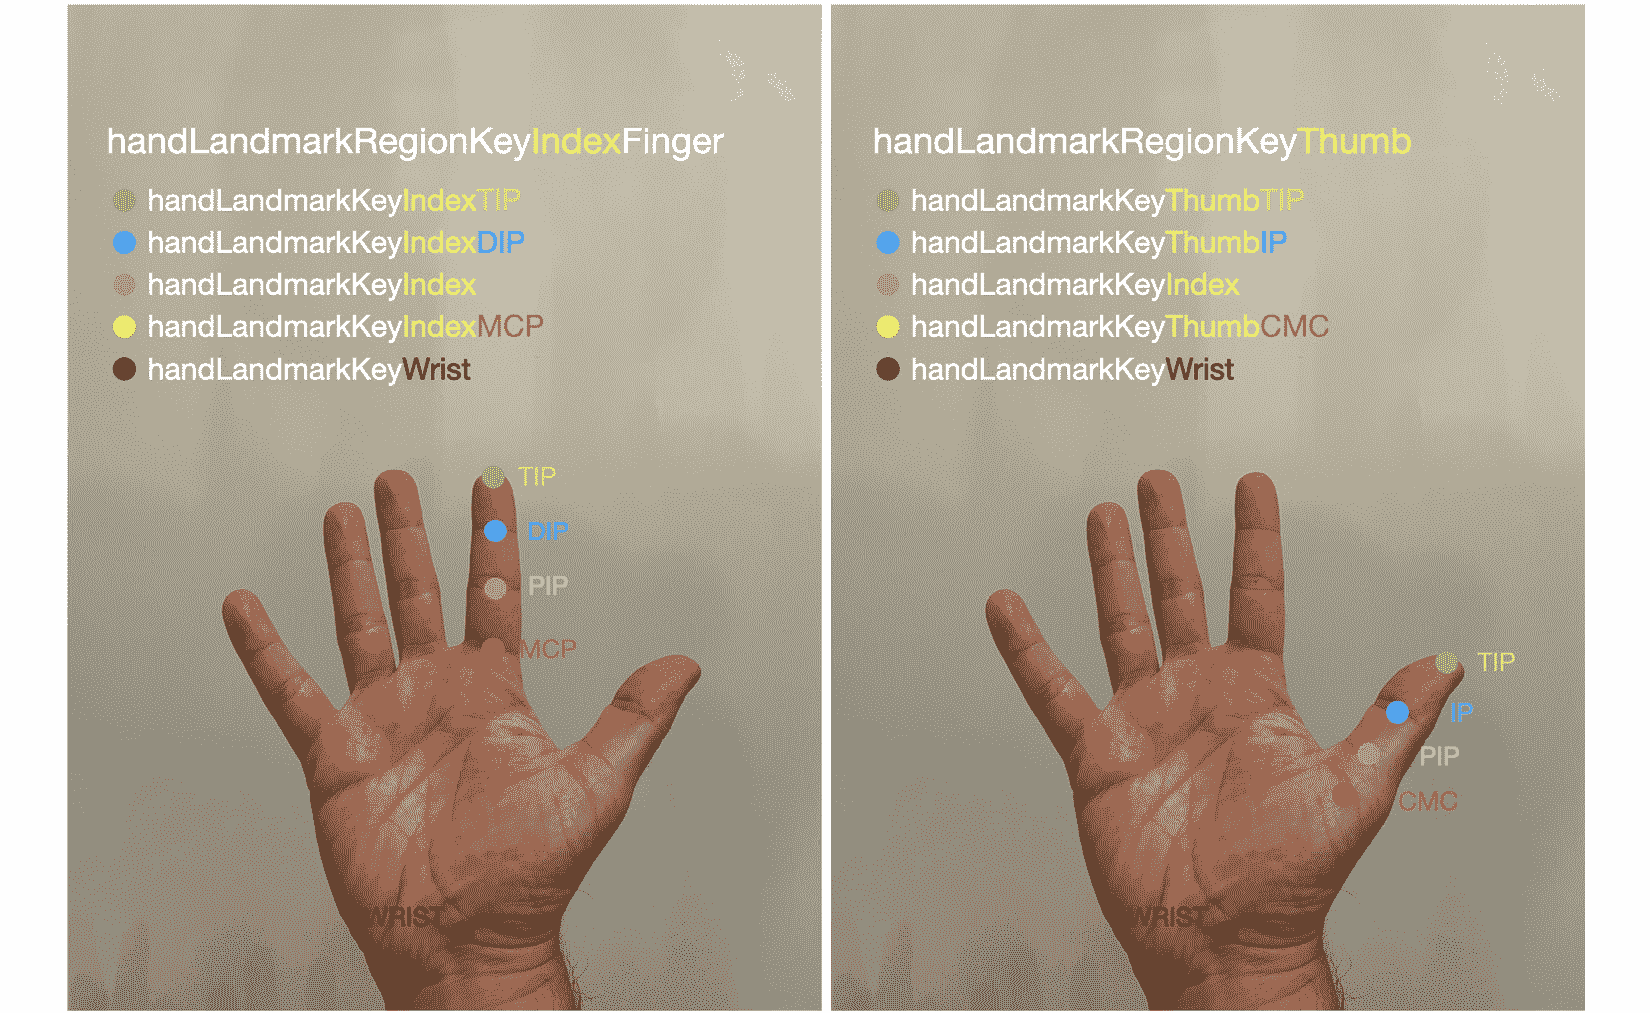 handLandmarkRegionKeyIndexFinger
handLandmarkKeyIndexTIP
handLandmarkKeyIndexDIP
handLandmarkKeyIndex
handLandmarkKeyIndexMCP
handLandmarkKeyWrist
TIP
DIP
PIP
MCP
WRIST
handLandmarkRegionKeyThumb
handLandmarkKeyThumbTIP
handLandmarkKeyThumbIP
handLandmarkKeyIndex
handLandmarkKeyThumbCMC
handLandmarkKeyWrist
TIP
IP
PIP
CMC
WRIST